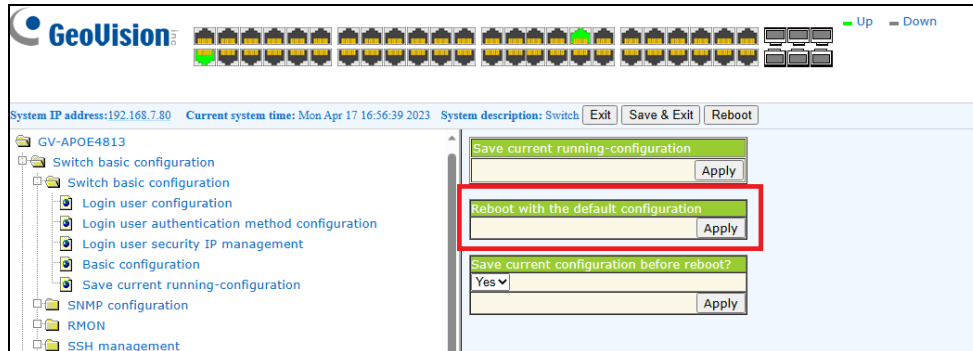 GeoVision Inc
Up Down
System IP address:192.168.7.80 Current system time: Mon Apr 17 16:56:39 2023 System description: Switch Exit Save & Exit Reboot
GV-APOE4813
Switch basic configuration
Switch basic configuration
Login user configuration
Login user authentication method configuration
Login user security IP management
Basic configuration
Save current running-configuration
SNMP configuration
RMON
SSH management
Save current running-configuration
Apply
Reboot with the default configuration
Apply
Save current configuration before reboot?
Yes
Apply